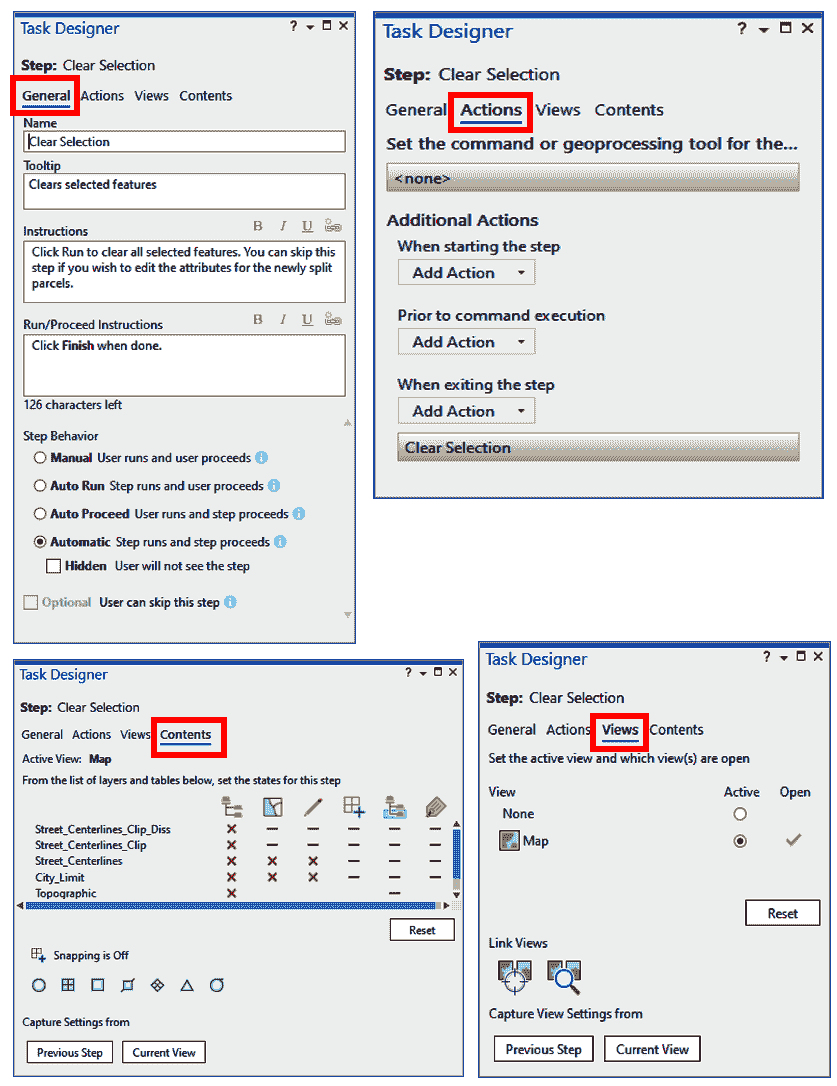 Task Designer
?
Step: Clear Selection
General Actions Views Contents
Name
Clear Selection
Tooltip
Clears selected features
Instructions
B I U
Click Run to clear all selected features. You can skip this
step if you wish to edit the attributes for the newly split
parcels.
Run/Proceed Instructions
B I U
Click Finish when done.
126 characters left
Step Behavior
Manual User runs and user proceeds
Auto Run Step runs and user proceeds
Auto Proceed User runs and step proceeds
Automatic Step runs and step proceeds
Hidden User will not see the step
Optional User can skip this step
Task Designer
?
Step: Clear Selection
General Actions Views Contents
Set the command or geoprocessing tool for the...
<none>
Additional Actions
When starting the step
Add Action
Prior to command execution
Add Action
When exiting the step
Add Action
Clear Selection
Task Designer
?
Step: Clear Selection
General Actions Views Contents
Active View: Map
From the list of layers and tables below, set the states for this step
Street_Centerlines_Clip_Diss
Street_Centerlines_Clip
Street_Centerlines
City_Limit
Topographic
Reset
Snapping is Off
Capture Settings from
Previous Step Current View
Task Designer
?
Step: Clear Selection
General Actions Views Contents
Set the active view and which view(s) are open
View Active Open
None
Map
Reset
Link Views
Capture View Settings from
Previous Step Current View